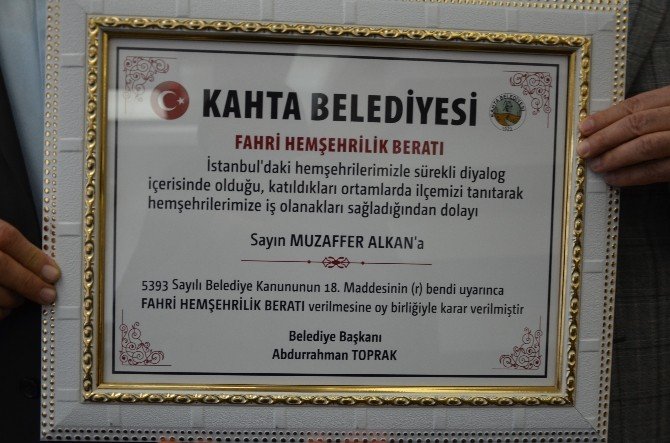 KAHTA BELEDİYESİ
FAHRİ HEMŞEHRİLİK BERATI
İstanbul'daki hemşehrilerimizle sürekli diyalog
içerisinde olduğu, katıldıkları ortamlarda ilçemizi tanıtarak
hemşehrilerimize iş olanakları sağladığından dolayı
Sayın MUZAFFER ALKAN'a
5393 Sayılı Belediye Kanununun 18. Maddesinin (r) bendi uyarınca
FAHRİ HEMŞEHRİLİK BERATI verilmesine oy birliğiyle karar verilmiştir
Belediye Başkanı
Abdurrahman TOPRAK